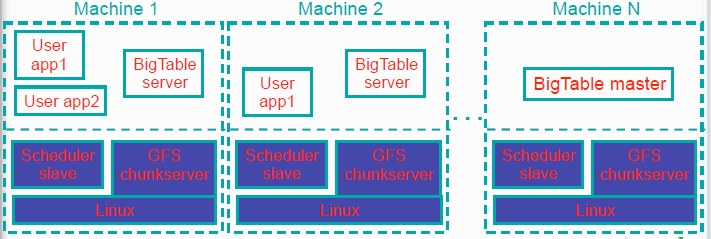 Machine 1
User
app1
User app2
BigTable
server
Scheduler
slave
GFS
chunkserver
Linux
Machine 2
User
app1
BigTable
server
Scheduler
slave
GFS
chunkserver
Linux
...
Machine N
BigTable master
Scheduler
slave
GFS
chunkserver
Linux